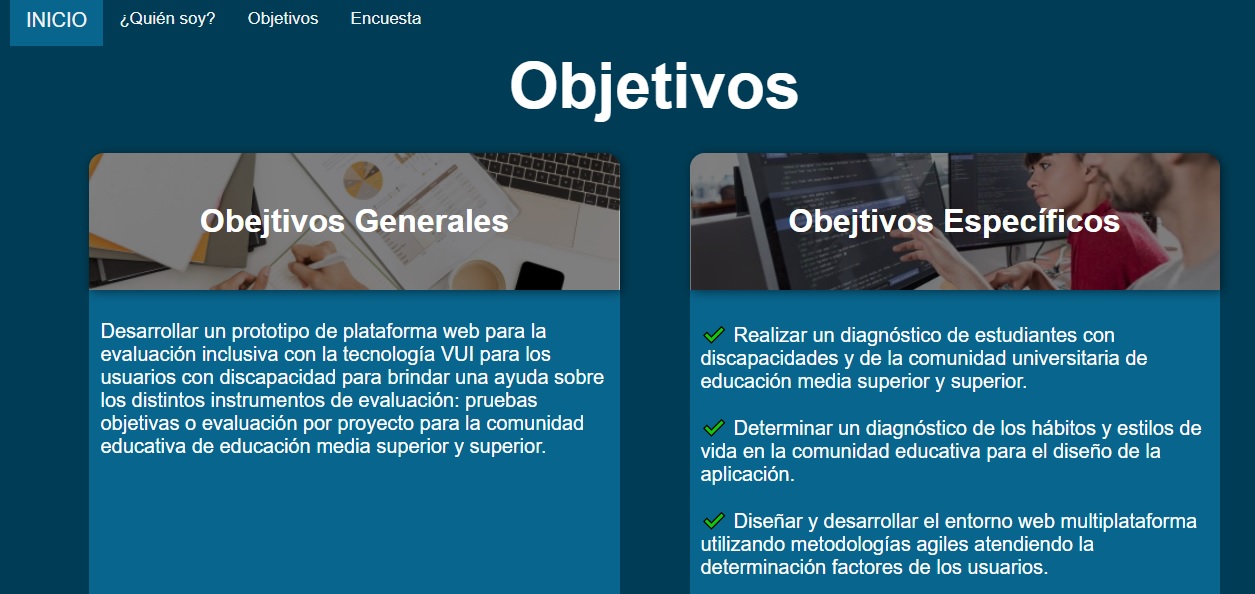 INICIO ¿Quién soy? Objetivos Encuesta
Objetivos
Obejtivos Generales
Desarrollar un prototipo de plataforma web para la
evaluación inclusiva con la tecnología VUI para los
usuarios con discapacidad para brindar una ayuda sobre
los distintos instrumentos de evaluación: pruebas
objetivas o evaluación por proyecto para la comunidad
educativa de educación media superior y superior.
Obejtivos Específicos
Realizar un diagnóstico de estudiantes con
discapacidades y de la comunidad universitaria de
educación media superior y superior.
Determinar un diagnóstico de los hábitos y estilos de
vida en la comunidad educativa para el diseño de la
aplicación.
Diseñar y desarrollar el entorno web multiplataforma
utilizando metodologías agiles atendiendo la
determinación factores de los usuarios.